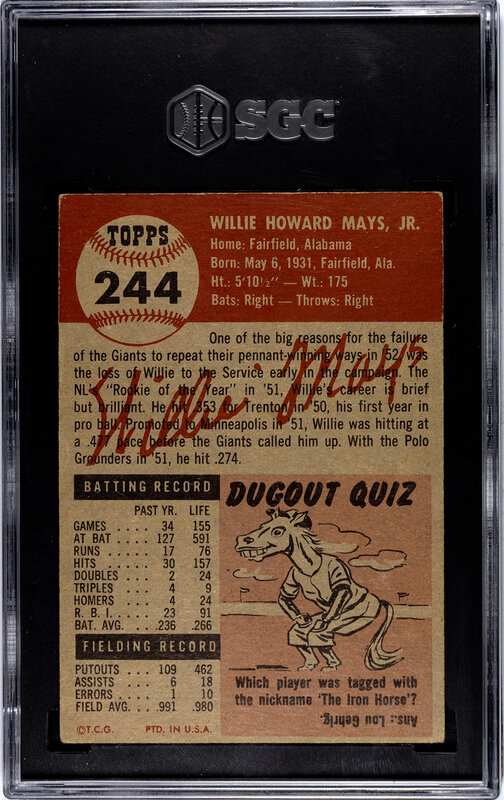 SGC
TOPPS
244
WILLIE HOWARD MAYS, JR.
Home: Fairfield, Alabama
Born: May 6, 1931, Fairfield, Ala.
Ht.: 5'10½" — Wt.: 175
Bats: Right — Throws: Right
One of the big reasons for the failure
of the Giants to repeat their pennant-winning ways in '52, was
the loss of Willie to the Service early in the campaign. The
NL's "Rookie of the Year" in '51, Willie's career is brief
but brilliant. He hit .353 for Trenton in '50, his first year in
pro ball. Promoted to Minneapolis in '51, Willie was hitting at
a .477 pace before the Giants called him up. With the Polo
Grounders in '51, he hit .274.
Willie Mays
BATTING RECORD
PAST YR. LIFE
GAMES 34 155
AT BAT 127 591
RUNS 17 76
HITS 30 157
DOUBLES 2 24
TRIPLES 4 9
HOMERS 4 24
R. B. I. 23 91
BAT. AVG. .236 .266
FIELDING RECORD
PUTOUTS 109 462
ASSISTS 6 18
ERRORS 1 10
FIELD AVG. .991 .980
©T.C.G. PTD. IN U.S.A.
DUGOUT QUIZ
Which player was tagged with
the nickname 'The Iron Horse'?
Ans.: Lou Gehrig.